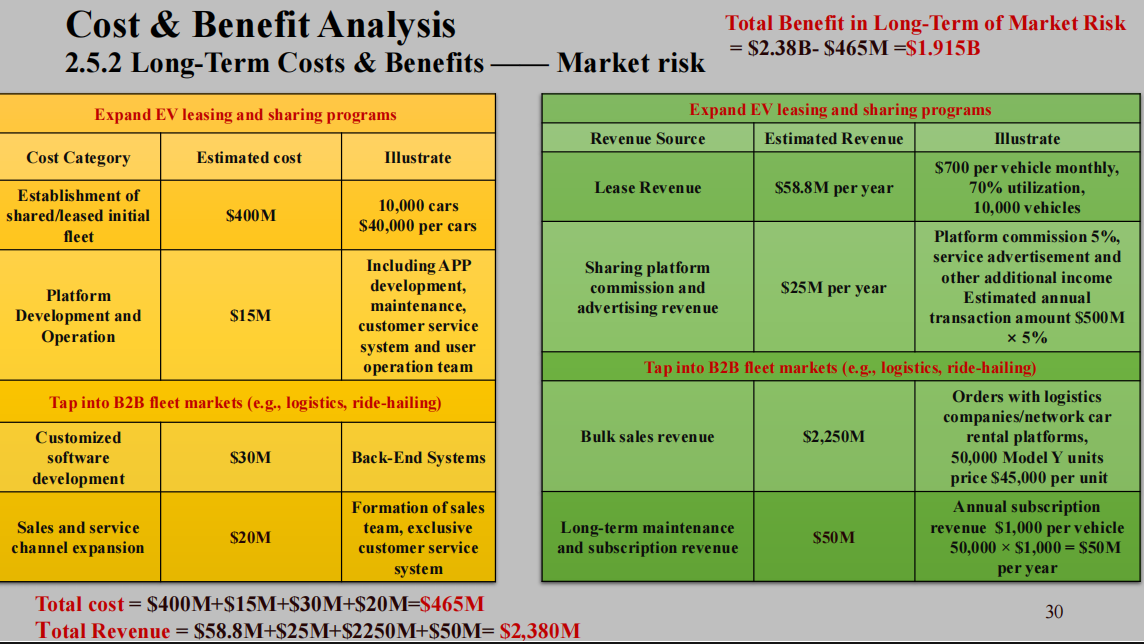 Cost & Benefit Analysis
2.5.2 Long-Term Costs & Benefits —— Market risk
Total Benefit in Long-Term of Market Risk
= $2.38B- $465M =$1.915B
Expand EV leasing and sharing programs
Cost Category
Estimated cost
Illustrate
Establishment of
shared/leased initial
fleet
$400M
10,000 cars
$40,000 per cars
Platform
Development and
Operation
$15M
Including APP
development,
maintenance,
customer service
system and user
operation team
Tap into B2B fleet markets (e.g., logistics, ride-hailing)
Customized
software
development
$30M
Back-End Systems
Sales and service
channel expansion
$20M
Formation of sales
team, exclusive
customer service
system
Expand EV leasing and sharing programs
Revenue Source
Estimated Revenue
Illustrate
Lease Revenue
$58.8M per year
$700 per vehicle monthly,
70% utilization,
10,000 vehicles
Sharing platform
commission and
advertising revenue
$25M per year
Platform commission 5%,
service advertisement and
other additional income
Estimated annual
transaction amount $500M
× 5%
Tap into B2B fleet markets (e.g., logistics, ride-hailing)
Bulk sales revenue
$2,250M
Orders with logistics
companies/network car
rental platforms,
50,000 Model Y units
price $45,000 per unit
Long-term maintenance
and subscription revenue
$50M
Annual subscription
revenue $1,000 per vehicle
50,000 × $1,000 = $50M
per year
Total cost = $400M+$15M+$30M+$20M=$465M
Total Revenue = $58.8M+$25M+$2250M+$50M= $2,380M
30